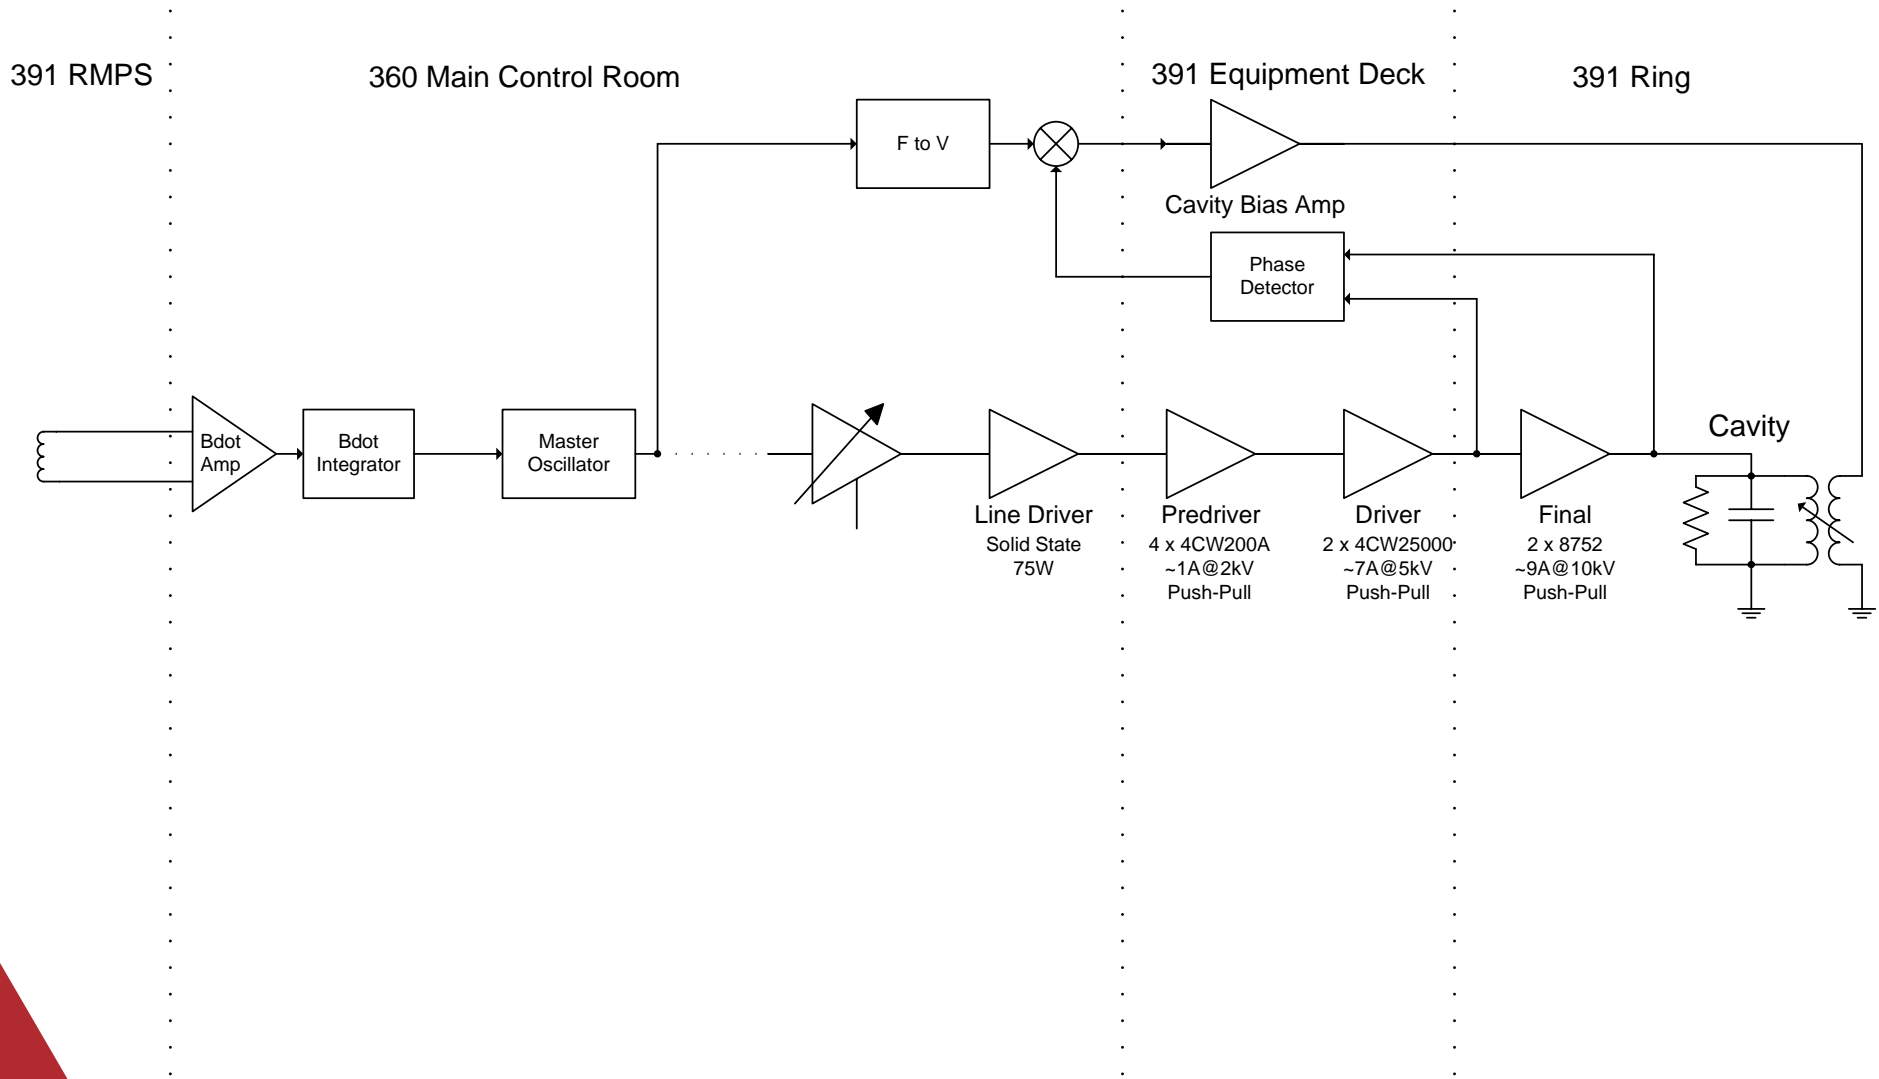 391 RMPS
360 Main Control Room
391 Equipment Deck
391 Ring
F to V
Cavity Bias Amp
Phase
Detector
Bdot
Amp
Bdot
Integrator
Master
Oscillator
Cavity
Line Driver
Solid State
75W
Predriver
4 x 4CW200A
~1A@2kV
Push-Pull
Driver
2 x 4CW25000
~7A@5kV
Push-Pull
Final
2 x 8752
~9A@10kV
Push-Pull